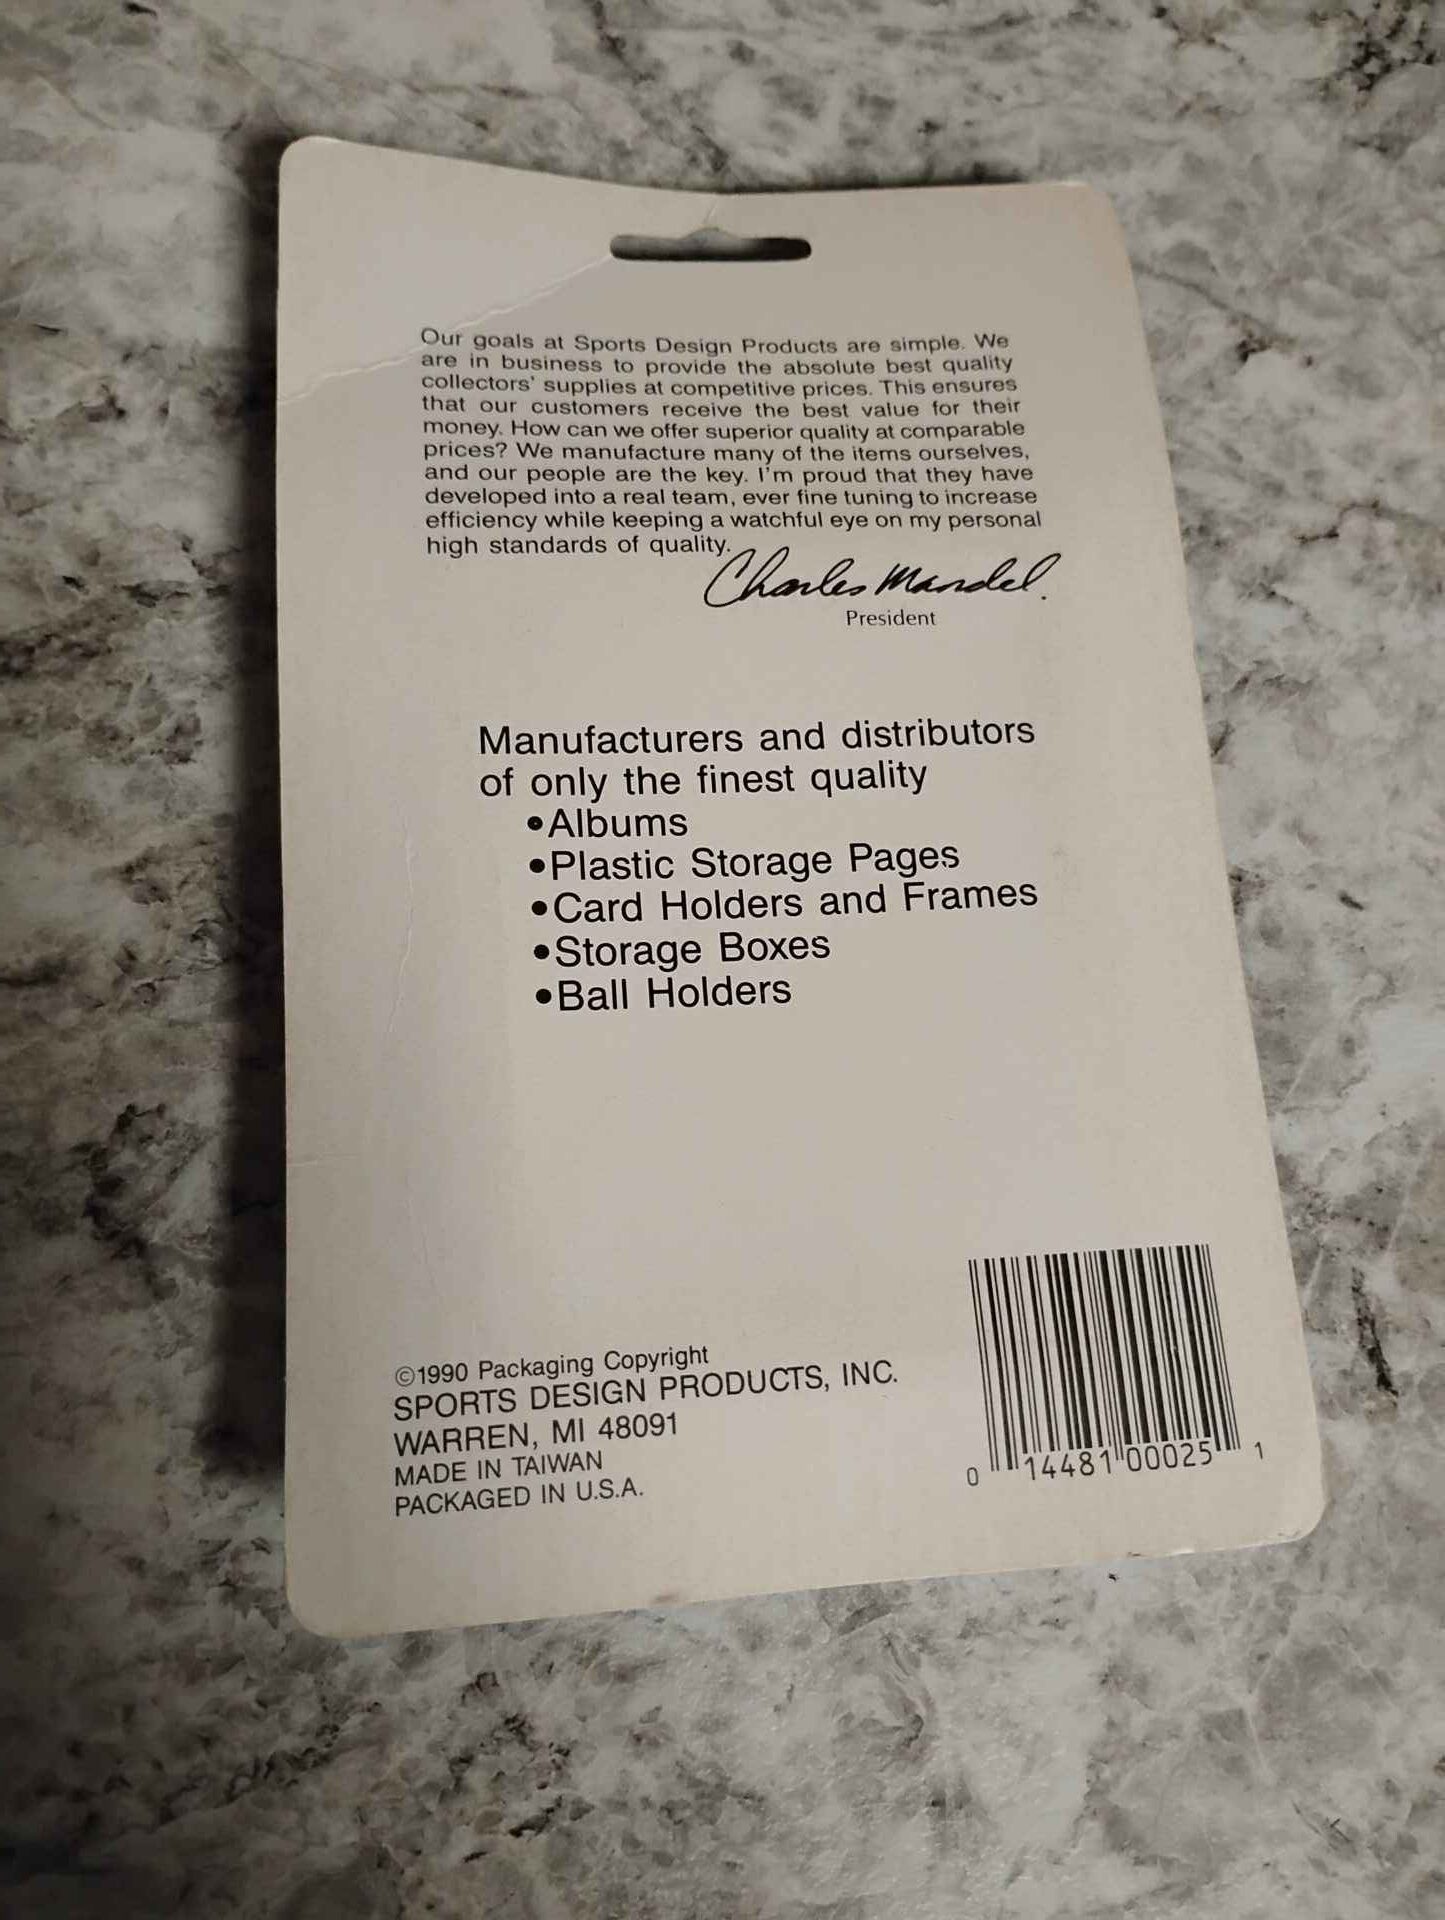 Our goals at Sports Design Products are simple. We
are in business to provide the absolute best quality
collectors' supplies at competitive prices. This ensures
that our customers receive the best value for their
money. How can we offer superior quality at comparable
prices? We manufacture many of the items ourselves,
and our people are the key. I'm proud that they have
developed into a real team, ever fine tuning to increase
efficiency while keeping a watchful eye on my personal
high standards of quality.
Charles Mandel.
President
Manufacturers and distributors
of only the finest quality
•Albums
•Plastic Storage Pages
•Card Holders and Frames
•Storage Boxes
•Ball Holders
©1990 Packaging Copyright
SPORTS DESIGN PRODUCTS, INC.
WARREN, MI 48091
MADE IN TAIWAN
PACKAGED IN U.S.A.
0 14481 00025 1